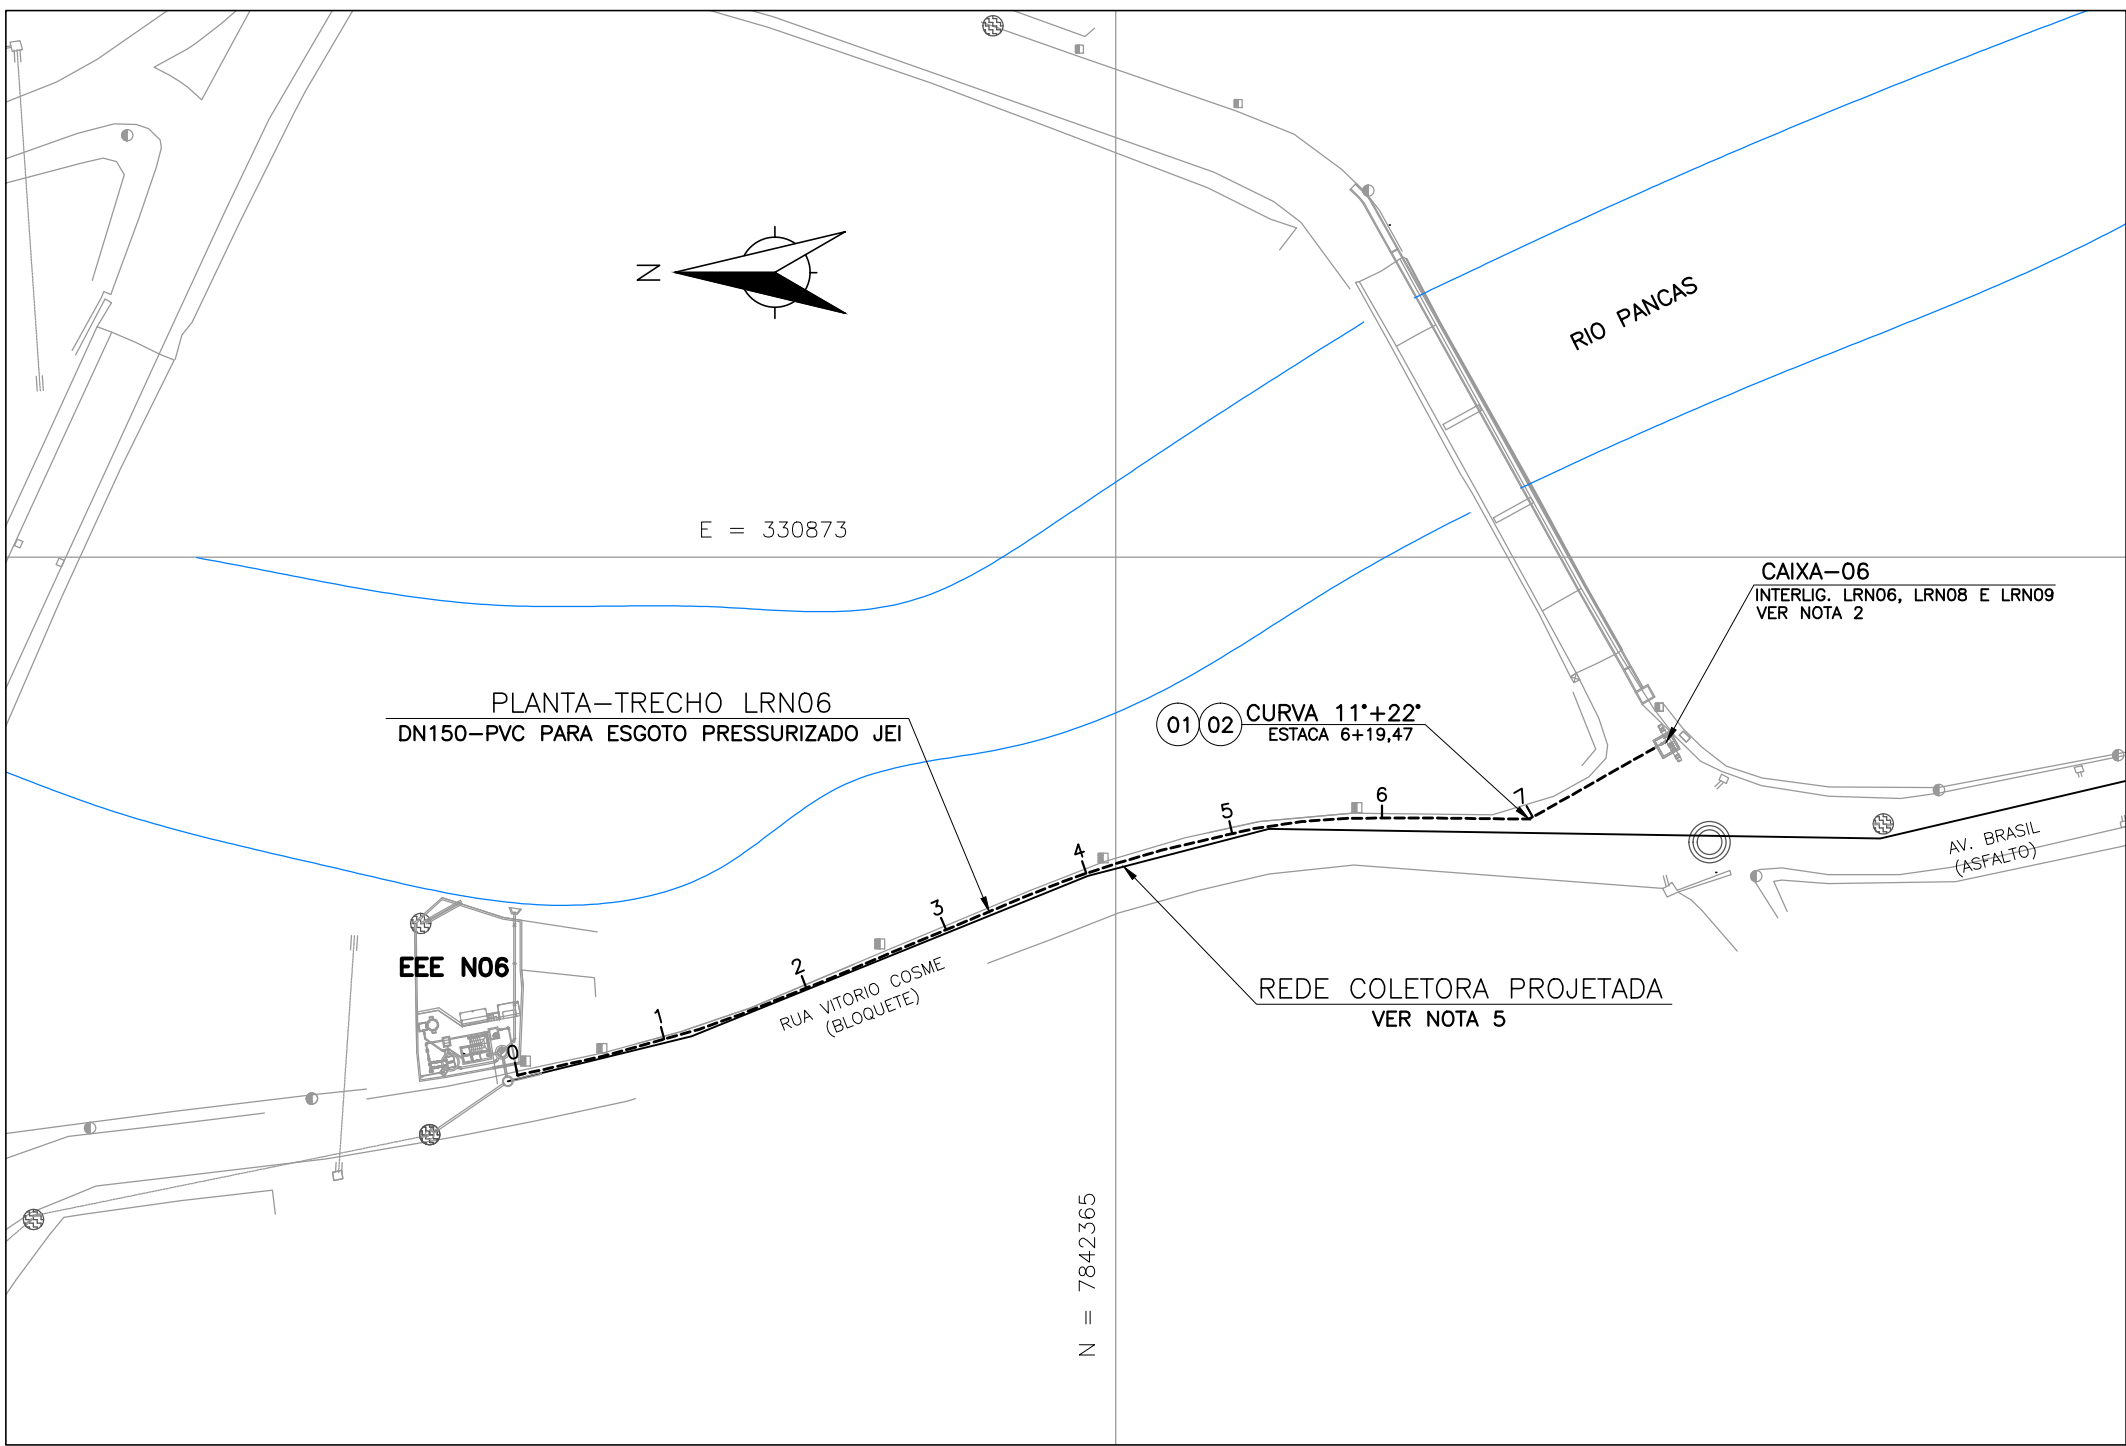 N
RIO PANCAS
E = 330873
CAIXA-06
INTERLIG. LRN06, LRN08 E LRN09
VER NOTA 2
PLANTA-TRECHO LRN06
DN150-PVC PARA ESGOTO PRESSURIZADO JEI
01 02 CURVA 11°+22°
ESTACA 6+19,47
7
6
5
4
3
2
1
0
AV. BRASIL
(ASFALTO)
EEE N06
RUA VITORIO COSME
(BLOQUETE)
REDE COLETORA PROJETADA
VER NOTA 5
N = 7842365